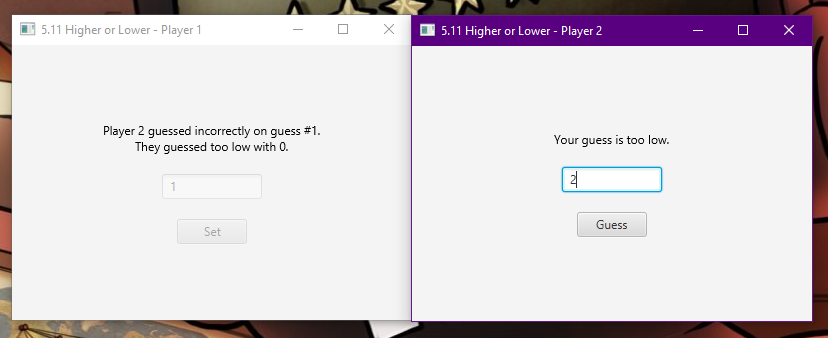 5.11 Higher or Lower - Player 1
Player 2 guessed incorrectly on guess #1.
They guessed too low with 0.
1
Set
5.11 Higher or Lower - Player 2
Your guess is too low.
2
Guess